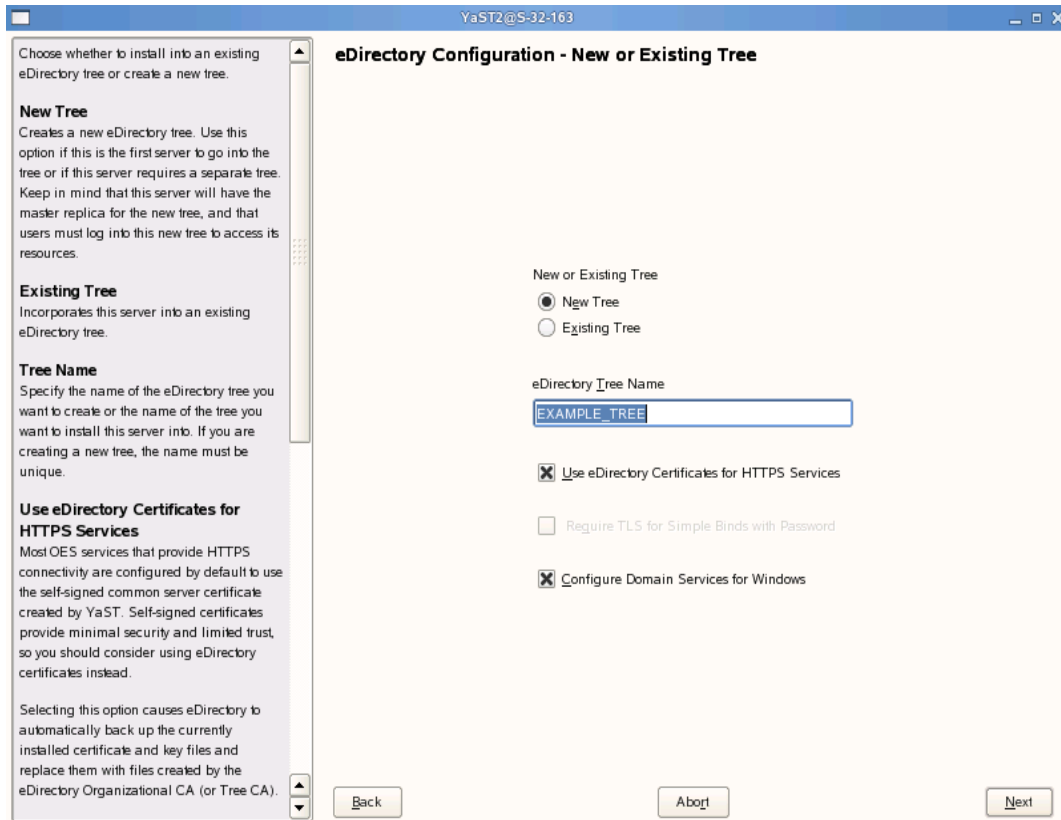 YaST2@S-32-163
Choose whether to install into an existing
eDirectory tree or create a new tree.
New Tree
Creates a new eDirectory tree. Use this
option if this is the first server to go into the
tree or if this server requires a separate tree.
Keep in mind that this server will have the
master replica for the new tree, and that
users must log into this new tree to access its
resources.
Existing Tree
Incorporates this server into an existing
eDirectory tree.
Tree Name
Specify the name of the eDirectory tree you
want to create or the name of the tree you
want to install this server into. If you are
creating a new tree, the name must be
unique.
Use eDirectory Certificates for
HTTPS Services
Most OES services that provide HTTPS
connectivity are configured by default to use
the self-signed common server certificate
created by YaST. Self-signed certificates
provide minimal security and limited trust,
so you should consider using eDirectory
certificates instead.
Selecting this option causes eDirectory to
automatically back up the currently
installed certificate and key files and
replace them with files created by the
eDirectory Organizational CA (or Tree CA).
eDirectory Configuration - New or Existing Tree
New or Existing Tree
New Tree
Existing Tree
eDirectory Tree Name
EXAMPLE_TREE
Use eDirectory Certificates for HTTPS Services
Require TLS for Simple Binds with Password
Configure Domain Services for Windows
Back
Abort
Next